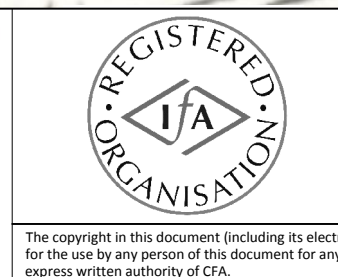 · REGISTERED ·
IfA
ORGANISATION
The copyright in this document (including its elect
for the use by any person of this document for any
express written authority of CFA.